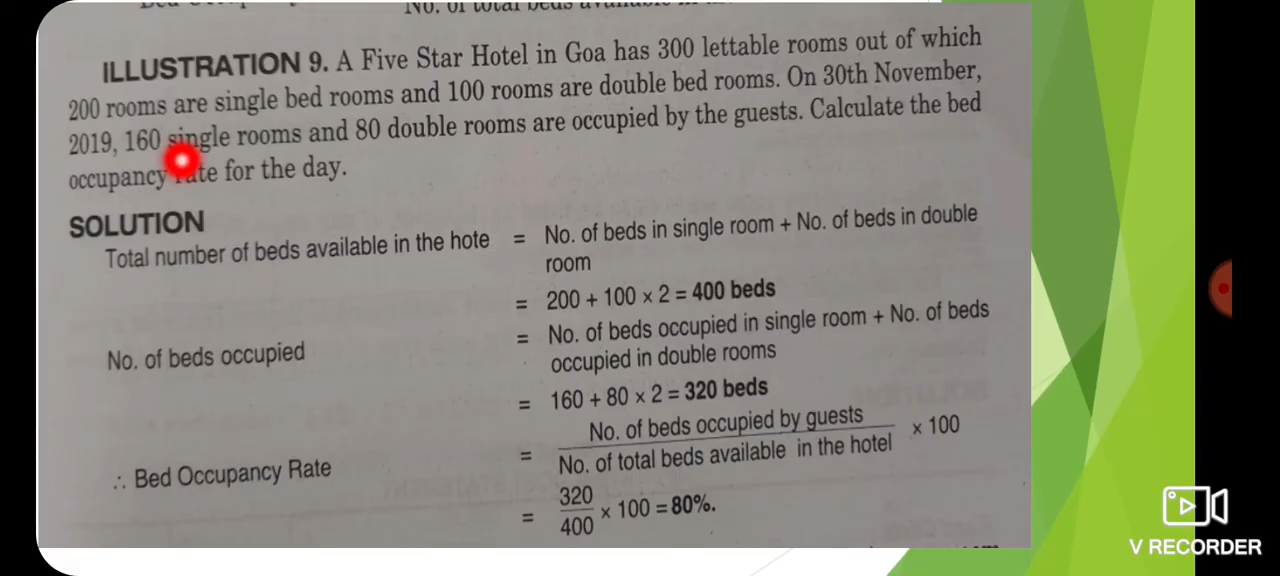 No. of total beds
ILLUSTRATION 9. A Five Star Hotel in Goa has 300 lettable rooms out of which
200 rooms are single bed rooms and 100 rooms are double bed rooms. On 30th November,
2019, 160 single rooms and 80 double rooms are occupied by the guests. Calculate the bed
occupancy rate for the day.
SOLUTION
Total number of beds available in the hote = No. of beds in single room + No. of beds in double
room
= 200 + 100 × 2 = 400 beds
No. of beds occupied = No. of beds occupied in single room + No. of beds
occupied in double rooms
= 160 + 80 × 2 = 320 beds
∴ Bed Occupancy Rate = No. of beds occupied by guests / No. of total beds available in the hotel × 100
= 320 / 400 × 100 = 80%.
V RECORDER